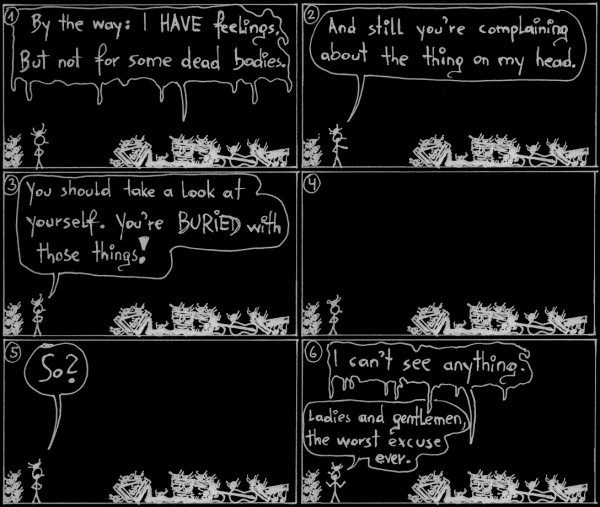 1
By the way: I HAVE feelings.
But not for some dead bodies.
2
And still you're complaining
about the thing on my head.
3
You should take a look at
yourself. You're BURIED with
those things!
4
5
So?
6
I can't see anything.
Ladies and gentlemen,
the worst excuse
ever.